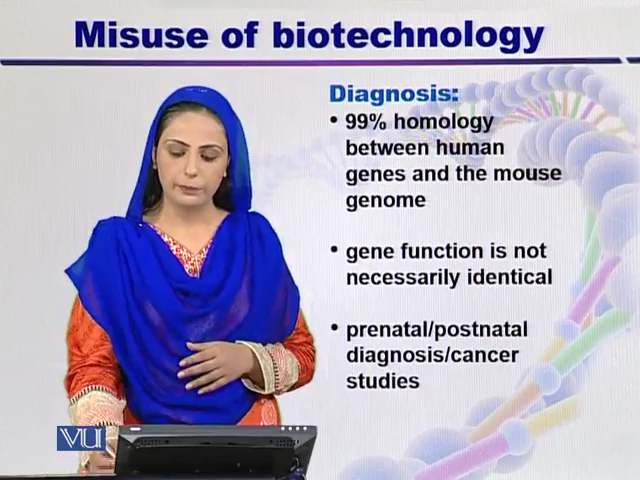 Misuse of biotechnology
Diagnosis:
• 99% homology
between human
genes and the mouse
genome
• gene function is not
necessarily identical
• prenatal/postnatal
diagnosis/cancer
studies
VU